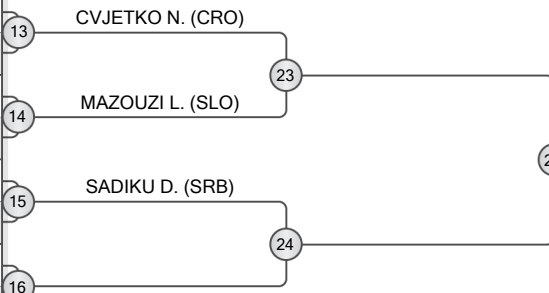 CVJETKO N. (CRO)
13
23
MAZOUZI L. (SLO)
14
SADIKU D. (SRB)
15
24
16